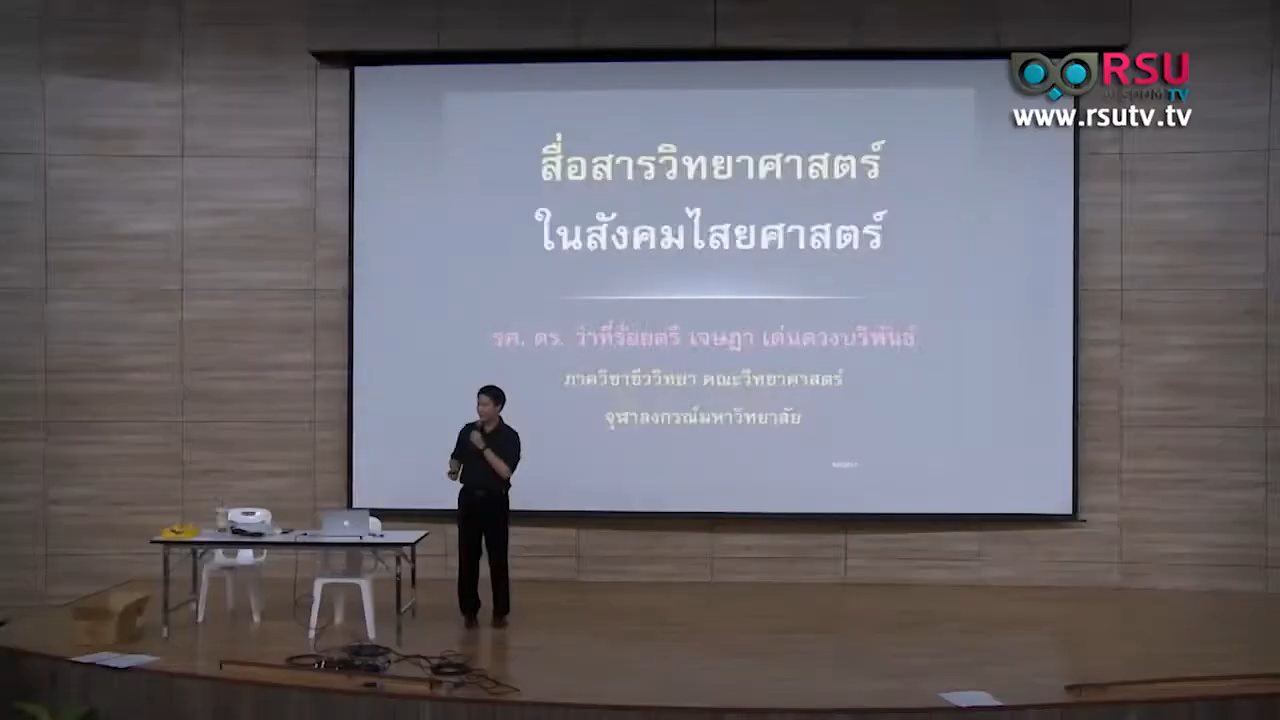 RSU
WISDOM TV
www.rsutv.tv
สื่อสารวิทยาศาสตร์
ในสังคมไสยศาสตร์
รศ. ดร. ว่าที่ร้อยตรี เจษฎา เด่นดวงบริพันธ์
ภาควิชาชีววิทยา คณะวิทยาศาสตร์
จุฬาลงกรณ์มหาวิทยาลัย